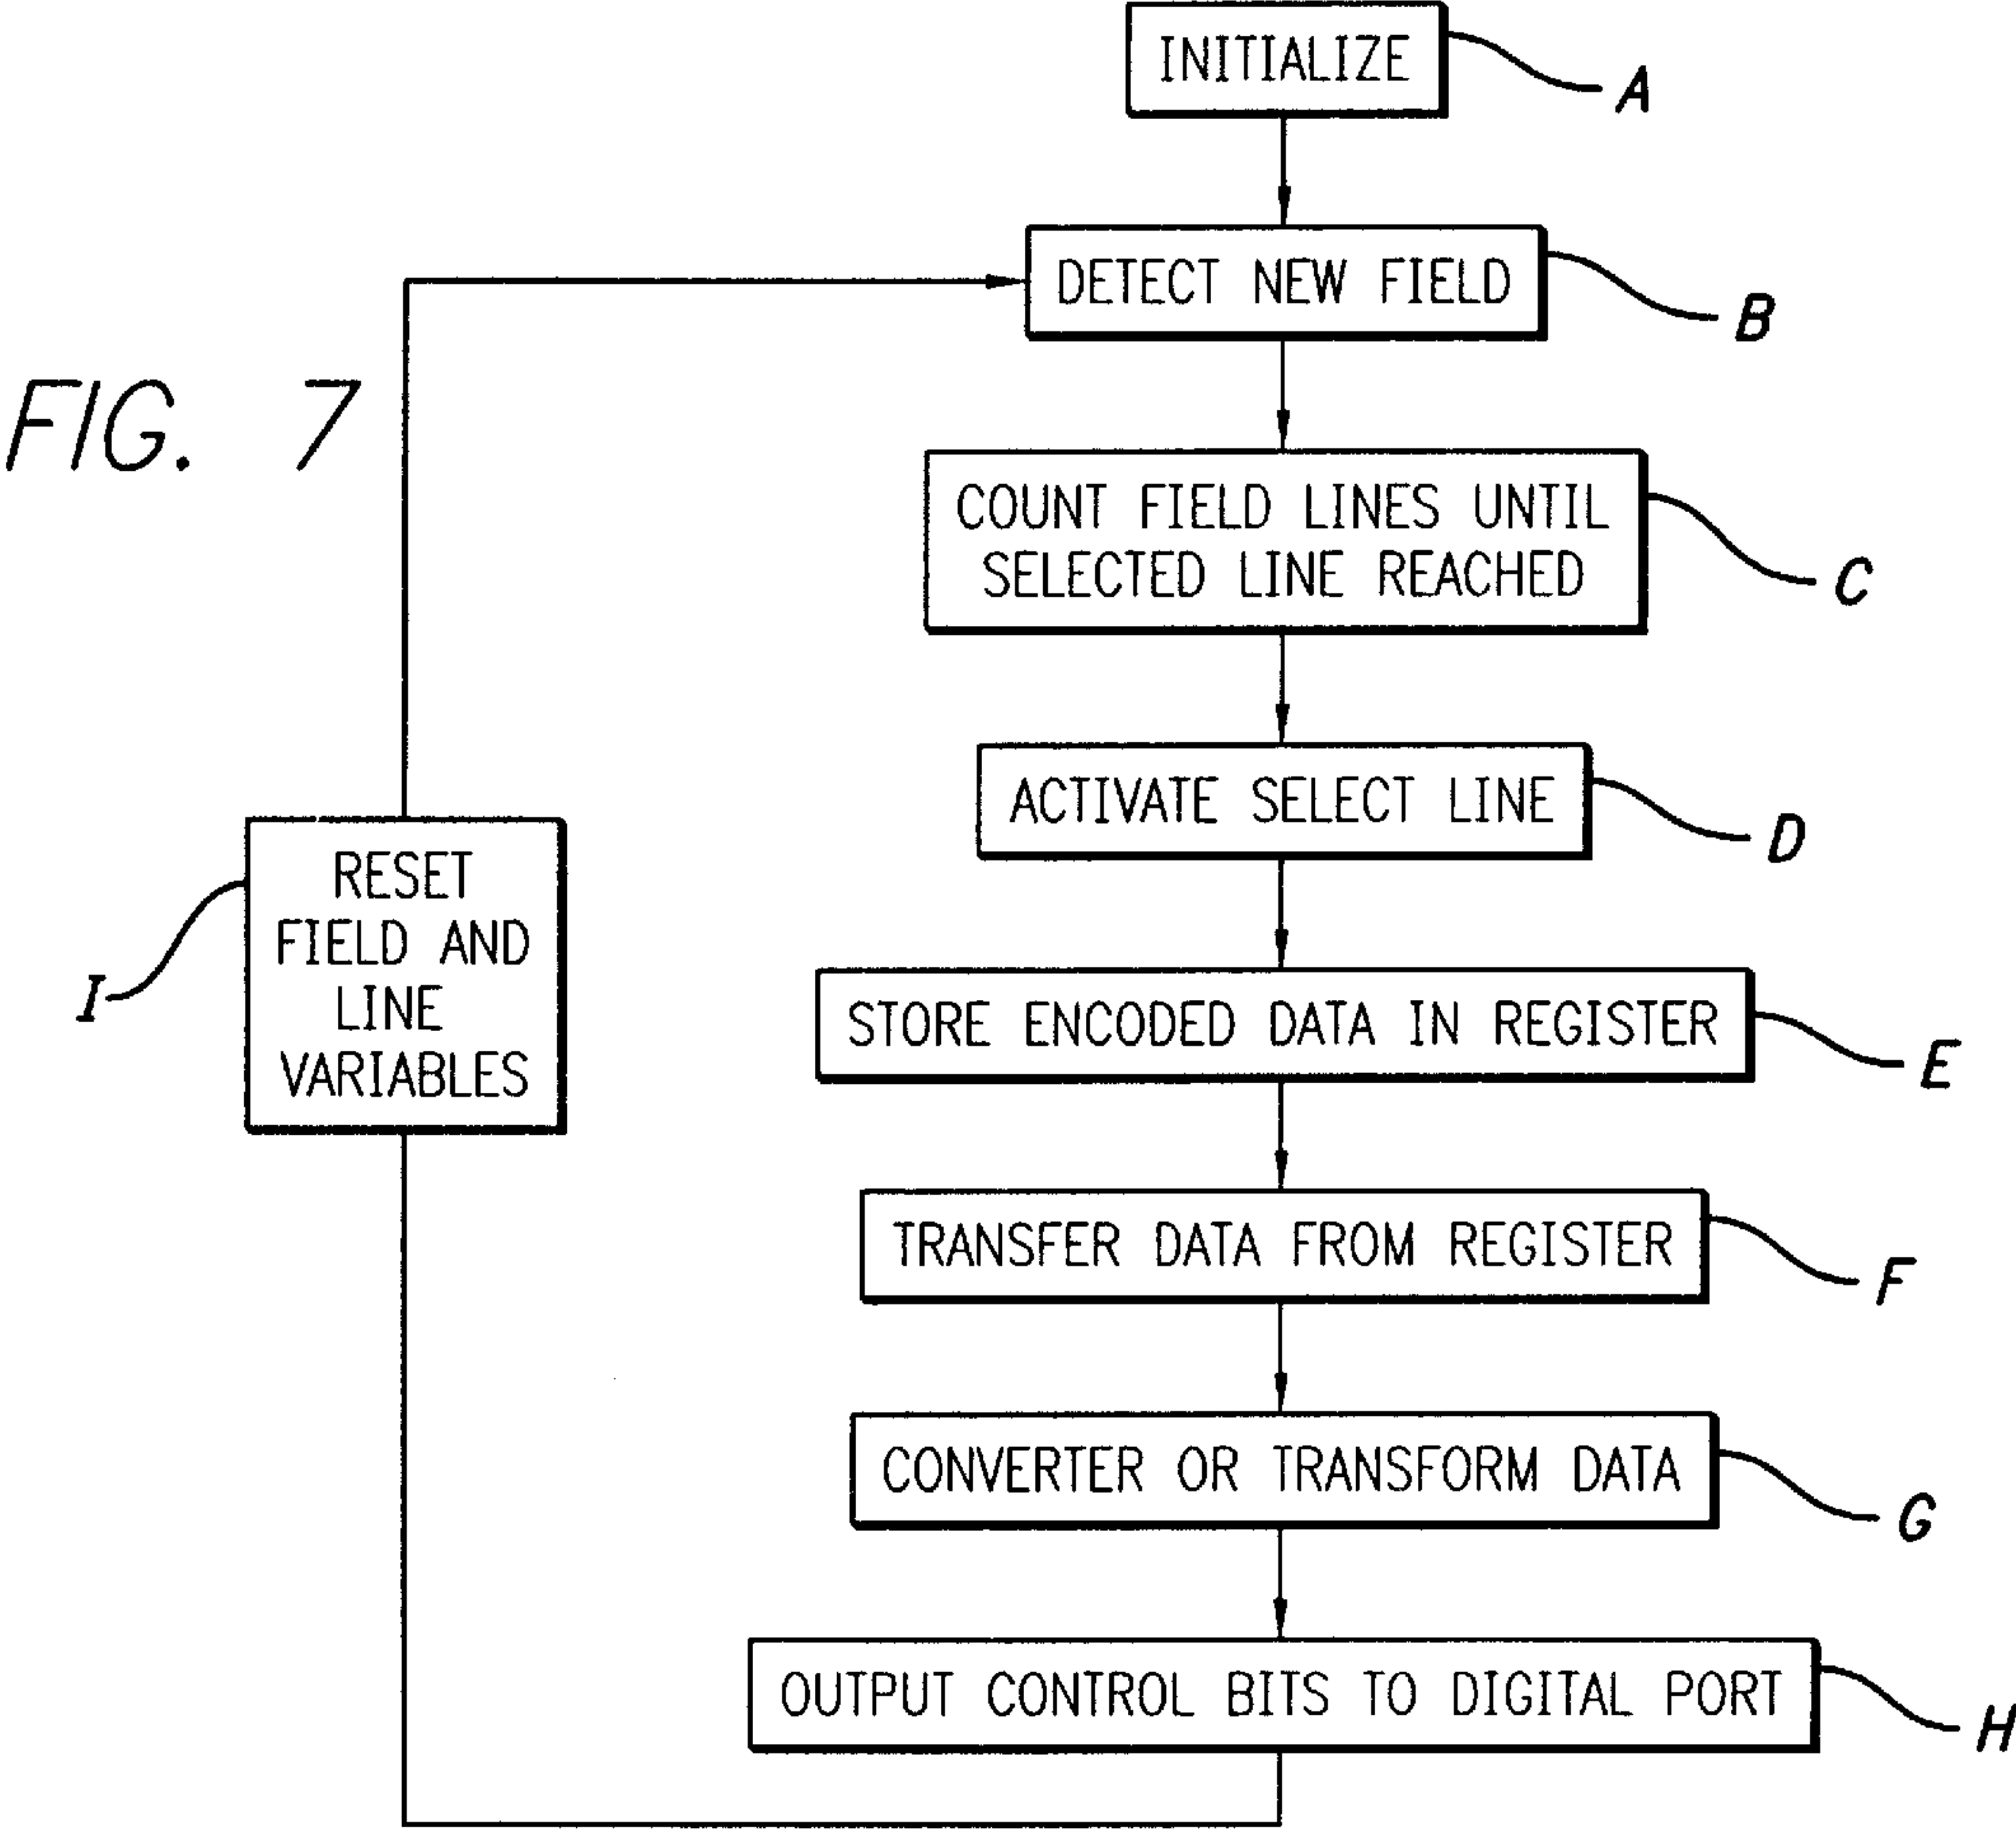 INITIALIZE
A
DETECT NEW FIELD
B
FIG. 7
COUNT FIELD LINES UNTIL
SELECTED LINE REACHED
C
ACTIVATE SELECT LINE
D
RESET
FIELD AND
LINE
VARIABLES
I
STORE ENCODED DATA IN REGISTER
E
TRANSFER DATA FROM REGISTER
F
CONVERTER OR TRANSFORM DATA
G
OUTPUT CONTROL BITS TO DIGITAL PORT
H